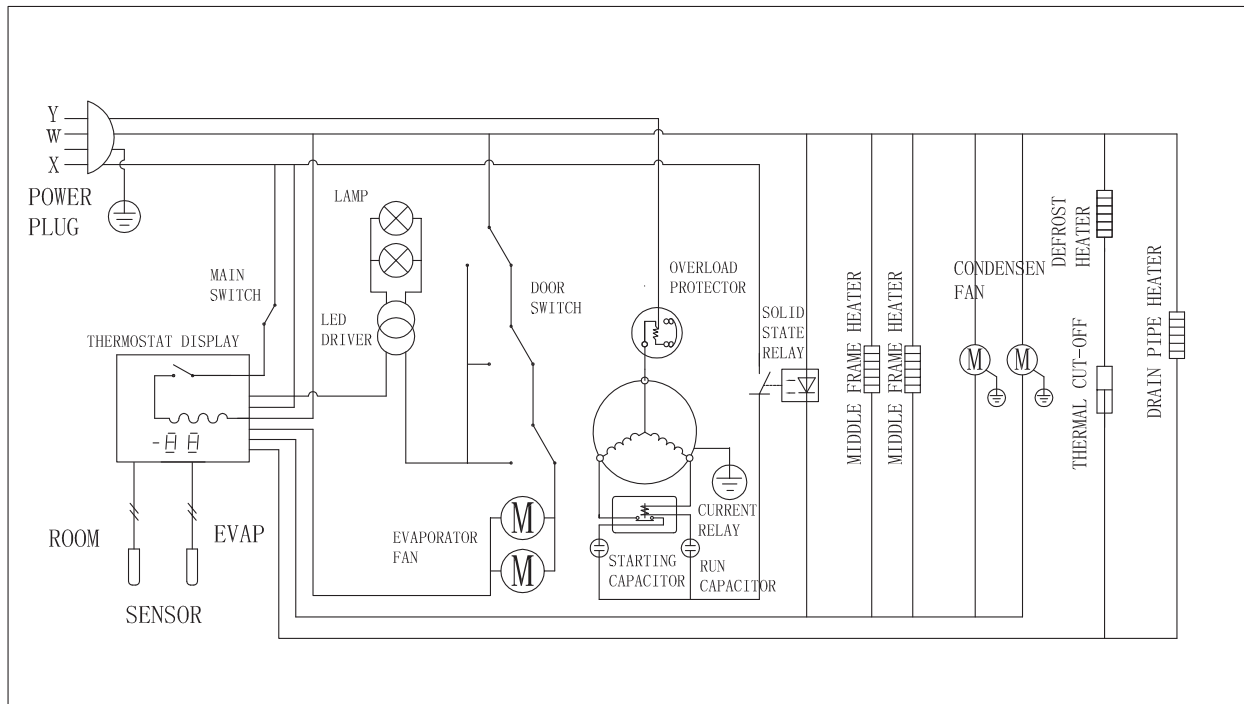 Y
W
X
POWER
PLUG
MAIN
SWITCH
THERMOSTAT DISPLAY
ROOM
EVAP
SENSOR
LAMP
LED
DRIVER
DOOR
SWITCH
EVAPORATOR
FAN
M
M
OVERLOAD
PROTECTOR
CURRENT
RELAY
STARTING
CAPACITOR
RUN
CAPACITOR
SOLID
STATE
RELAY
MIDDLE FRAME HEATER
MIDDLE FRAME HEATER
CONDENSEN
FAN
M
M
DEFROST
HEATER
THERMAL CUT-OFF
DRAIN PIPE HEATER